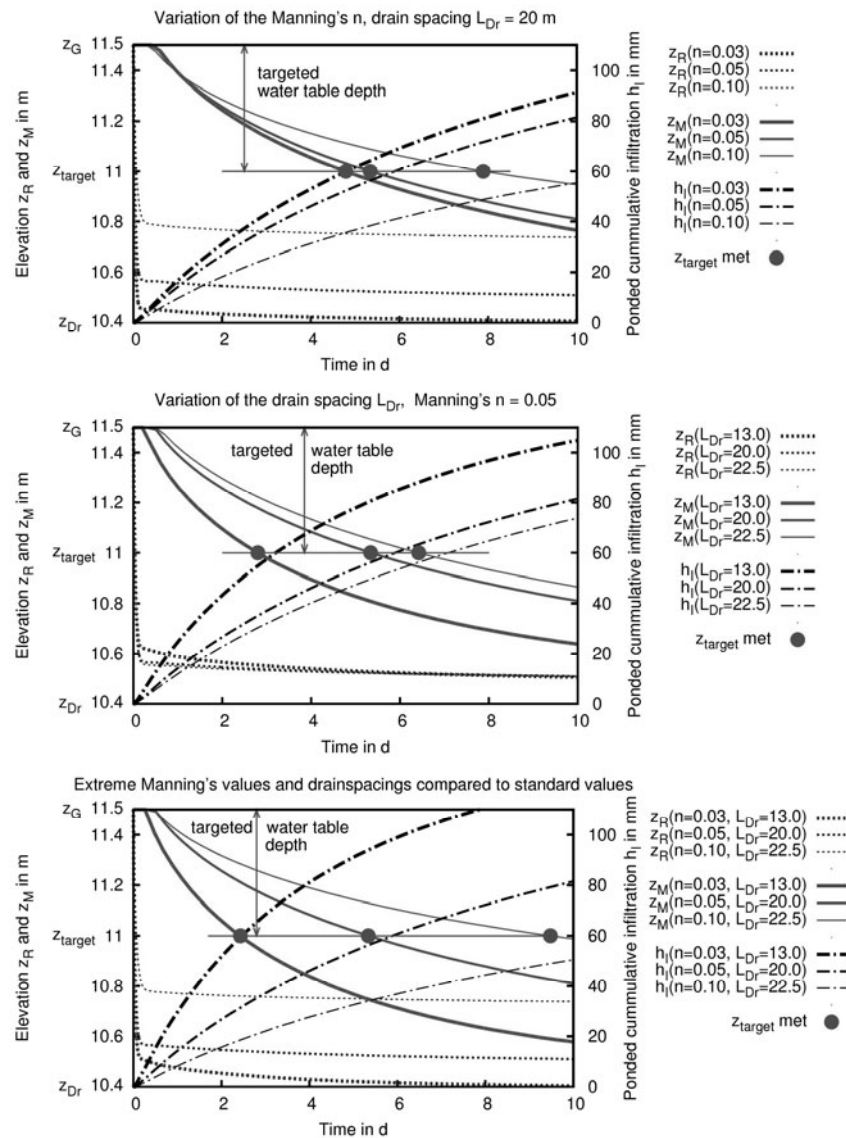 Variation of the Manning's n, drain spacing L_Dr = 20 m
Elevation z_R and z_M in m
z_G 11.5
11.4
11.2
z_target 11
10.8
10.6
z_Dr 10.4
targeted
water table depth
0 2 4 6 8 10
Time in d
100
80
60
40
20
0
Ponded cummulative infiltration h_I in mm
z_R(n=0.03)
z_R(n=0.05)
z_R(n=0.10)
z_M(n=0.03)
z_M(n=0.05)
z_M(n=0.10)
h_I(n=0.03)
h_I(n=0.05)
h_I(n=0.10)
z_target met
Variation of the drain spacing L_Dr, Manning's n = 0.05
Elevation z_R and z_M in m
z_G 11.5
11.4
11.2
z_target 11
10.8
10.6
z_Dr 10.4
targeted water table
depth
0 2 4 6 8 10
Time in d
100
80
60
40
20
0
Ponded cummulative infiltration h_I in mm
z_R(L_Dr=13.0)
z_R(L_Dr=20.0)
z_R(L_Dr=22.5)
z_M(L_Dr=13.0)
z_M(L_Dr=20.0)
z_M(L_Dr=22.5)
h_I(L_Dr=13.0)
h_I(L_Dr=20.0)
h_I(L_Dr=22.5)
z_target met
Extreme Manning's values and drainspacings compared to standard values
Elevation z_R and z_M in m
z_G 11.5
11.4
11.2
z_target 11
10.8
10.6
z_Dr 10.4
targeted water table
depth
0 2 4 6 8 10
Time in d
100
80
60
40
20
0
Ponded cummulative infiltration h_I in mm
z_R(n=0.03, L_Dr=13.0)
z_R(n=0.05, L_Dr=20.0)
z_R(n=0.10, L_Dr=22.5)
z_M(n=0.03, L_Dr=13.0)
z_M(n=0.05, L_Dr=20.0)
z_M(n=0.10, L_Dr=22.5)
h_I(n=0.03, L_Dr=13.0)
h_I(n=0.05, L_Dr=20.0)
h_I(n=0.10, L_Dr=22.5)
z_target met